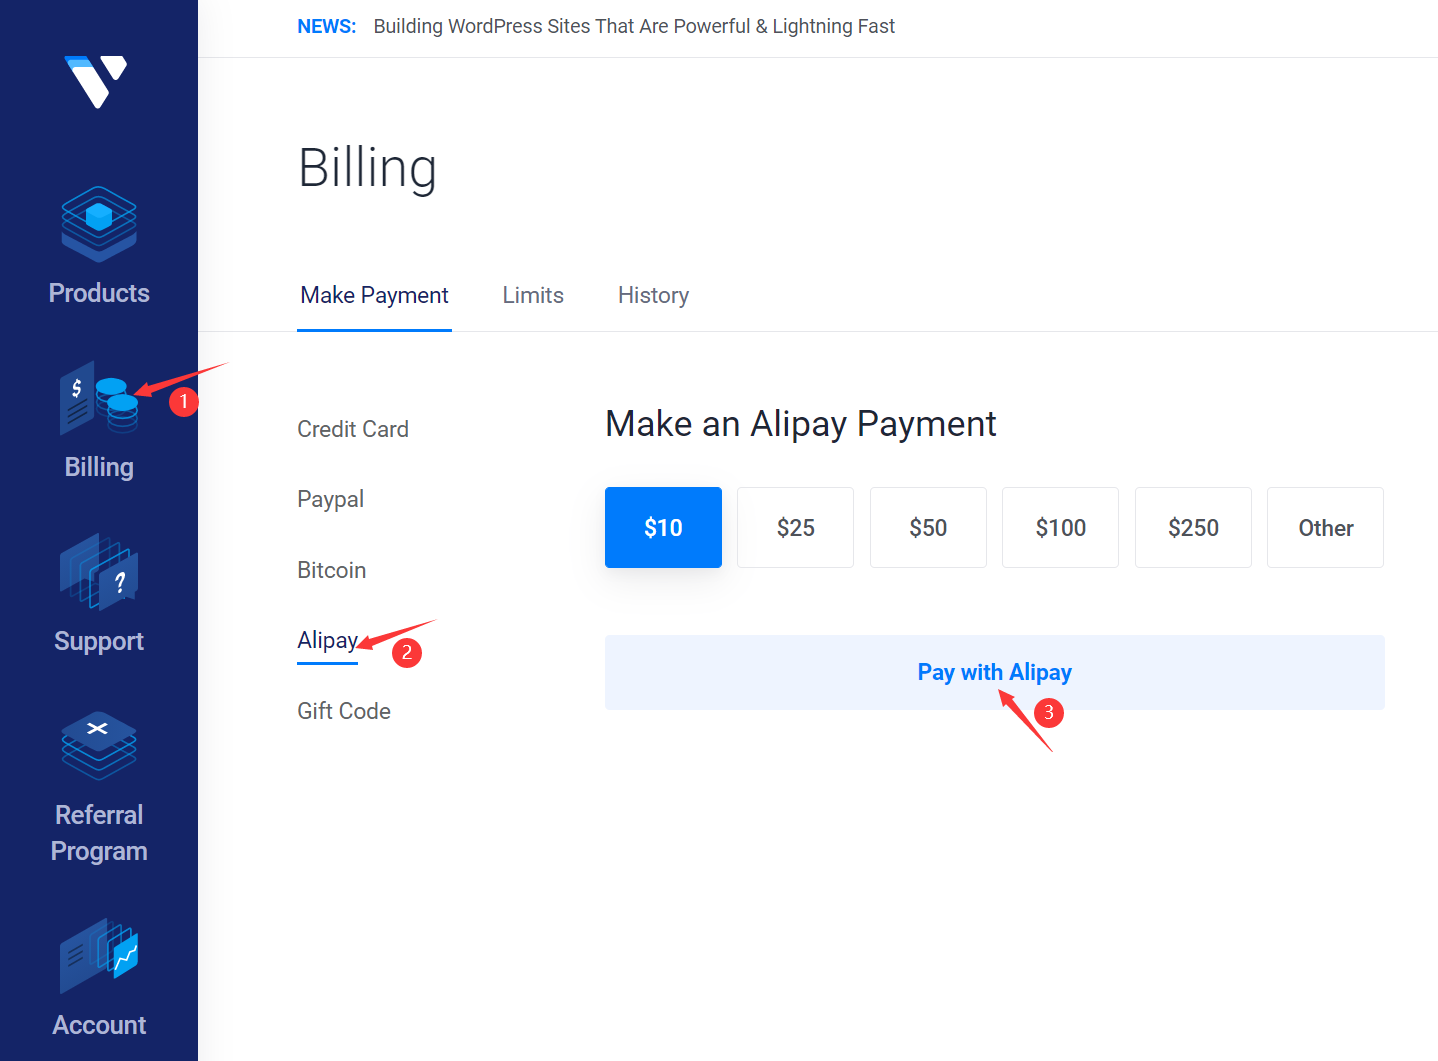 NEWS: Building WordPress Sites That Are Powerful & Lightning Fast
Billing
Make Payment Limits History
Products
$
1
Billing
?
Support
Referral
Program
Account
Credit Card
Paypal
Bitcoin
Alipay
2
Gift Code
Make an Alipay Payment
$10 $25 $50 $100 $250 Other
Pay with Alipay
3